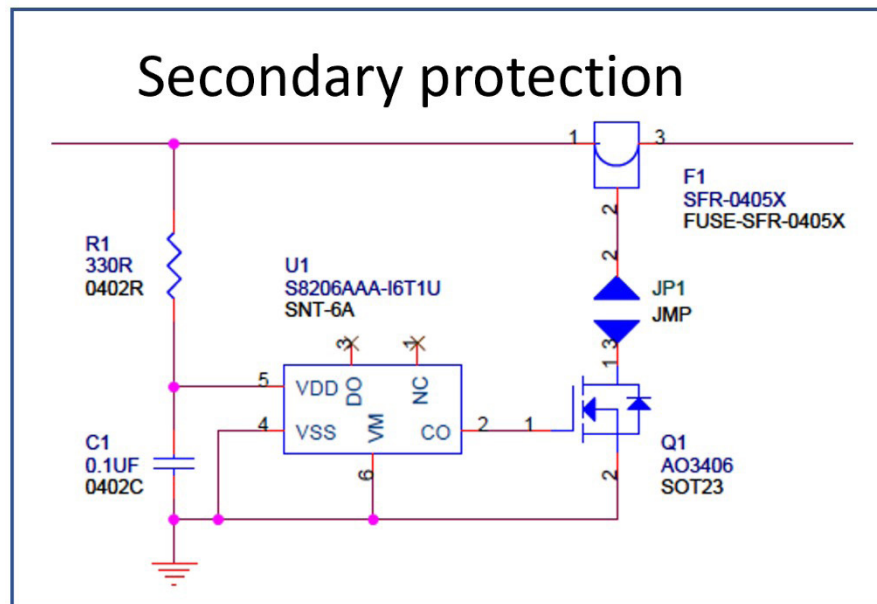 Secondary protection
1
3
F1
SFR-0405X
FUSE-SFR-0405X
2
R1
330R
0402R
U1
S8206AAA-I6T1U
SNT-6A
2
JP1
JMP
3
3
1
1
5
VDD
DO
NC
4
VSS
VM
CO
2
1
C1
0.1UF
0402C
6
2
Q1
AO3406
SOT23